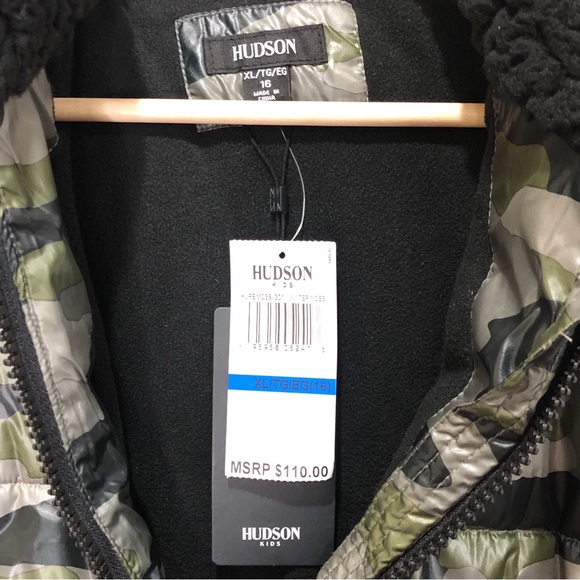 HUDSON
XL/TG/EG
16
MADE IN
CHINA
HUDSON
KIDS
XL/TG/EG(16)
MSRP $110.00
HUDSON
KIDS